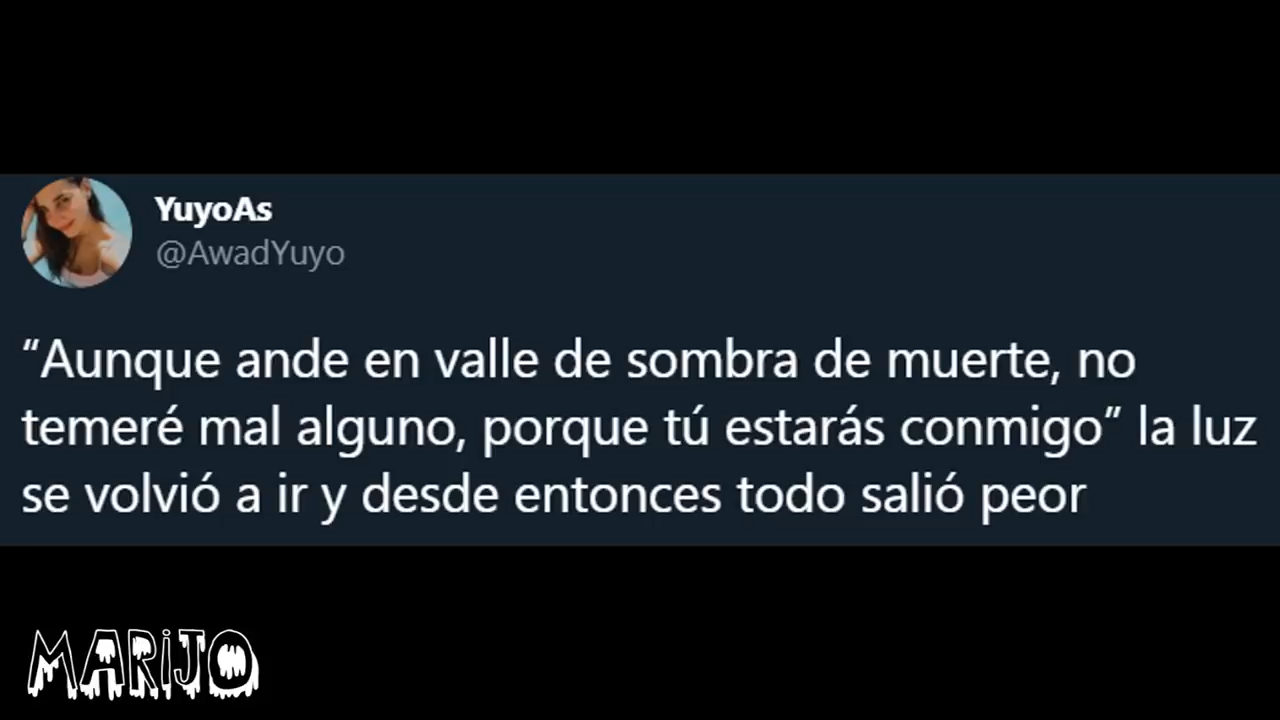 YuyoAs
@AwadYuyo
“Aunque ande en valle de sombra de muerte, no
temeré mal alguno, porque tú estarás conmigo” la luz
se volvió a ir y desde entonces todo salió peor
MARiJO